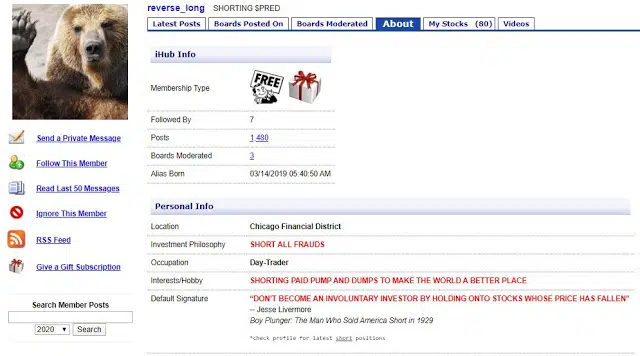 reverse_long SHORTING $PRED
Latest Posts Boards Posted On Boards Moderated About My Stocks (80) Videos
iHub Info
Membership Type FREE
Followed By 7
Posts 1,480
Boards Moderated 3
Alias Born 03/14/2019 05:40:50 AM
Send a Private Message
Follow This Member
Read Last 50 Messages
Ignore This Member
RSS Feed
Give a Gift Subscription
Search Member Posts
2020 Search
Personal Info
Location Chicago Financial District
Investment Philosophy SHORT ALL FRAUDS
Occupation Day-Trader
Interests/Hobby SHORTING PAID PUMP AND DUMPS TO MAKE THE WORLD A BETTER PLACE
Default Signature “DON'T BECOME AN INVOLUNTARY INVESTOR BY HOLDING ONTO STOCKS WHOSE PRICE HAS FALLEN”
-- Jesse Livermore
Boy Plunger: The Man Who Sold America Short in 1929
*check profile for latest short positions